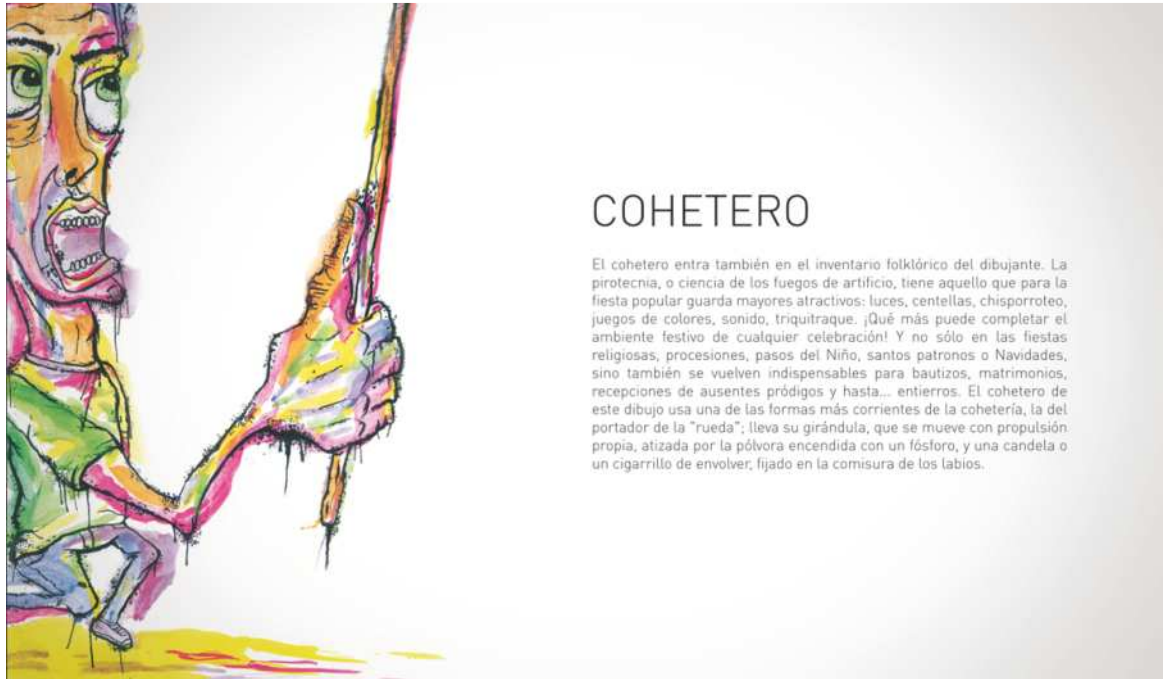 COHETERO
El cohetero entra también en el inventario folklórico del dibujante. La
pirotecnia, o ciencia de los fuegos de artificio, tiene aquello que para la
fiesta popular guarda mayores atractivos: luces, centellas, chisporroteo,
juegos de colores, sonido, triquitraque. ¡Qué más puede completar el
ambiente festivo de cualquier celebración! Y no sólo en las fiestas
religiosas, procesiones, pasos del Niño, santos patronos o Navidades,
sino también se vuelven indispensables para bautizos, matrimonios,
recepciones de ausentes pródigos y hasta... entierros. El cohetero de
este dibujo usa una de las formas más corrientes de la cohetería, la del
portador de la "rueda"; lleva su girándula, que se mueve con propulsión
propia, atizada por la pólvora encendida con un fósforo, y una candela o
un cigarrillo de envolver, fijado en la comisura de los labios.